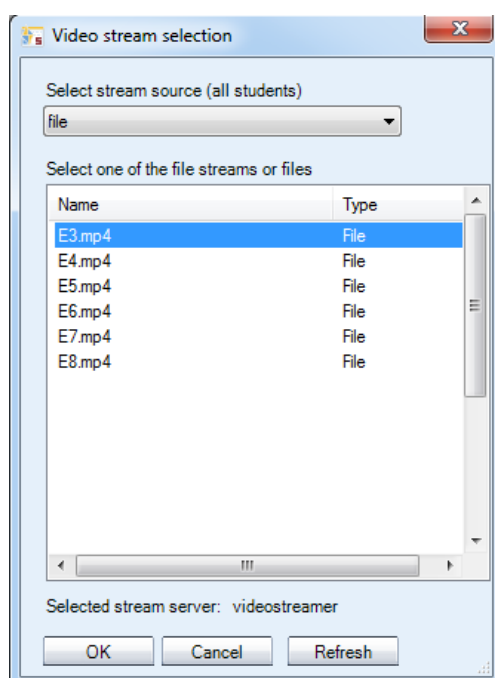 Video stream selection
x
Select stream source (all students)
file
Select one of the file streams or files
Name Type
E3.mp4 File
E4.mp4 File
E5.mp4 File
E6.mp4 File
E7.mp4 File
E8.mp4 File
Selected stream server: videostreamer
OK Cancel Refresh